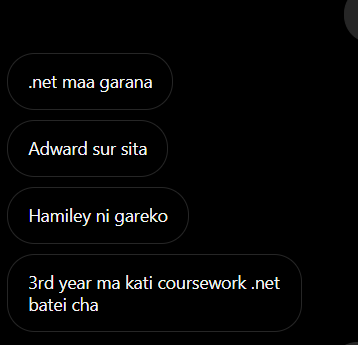 .net maa garana
Adward sur sita
Hamiley ni gareko
3rd year ma kati coursework .net
batei cha